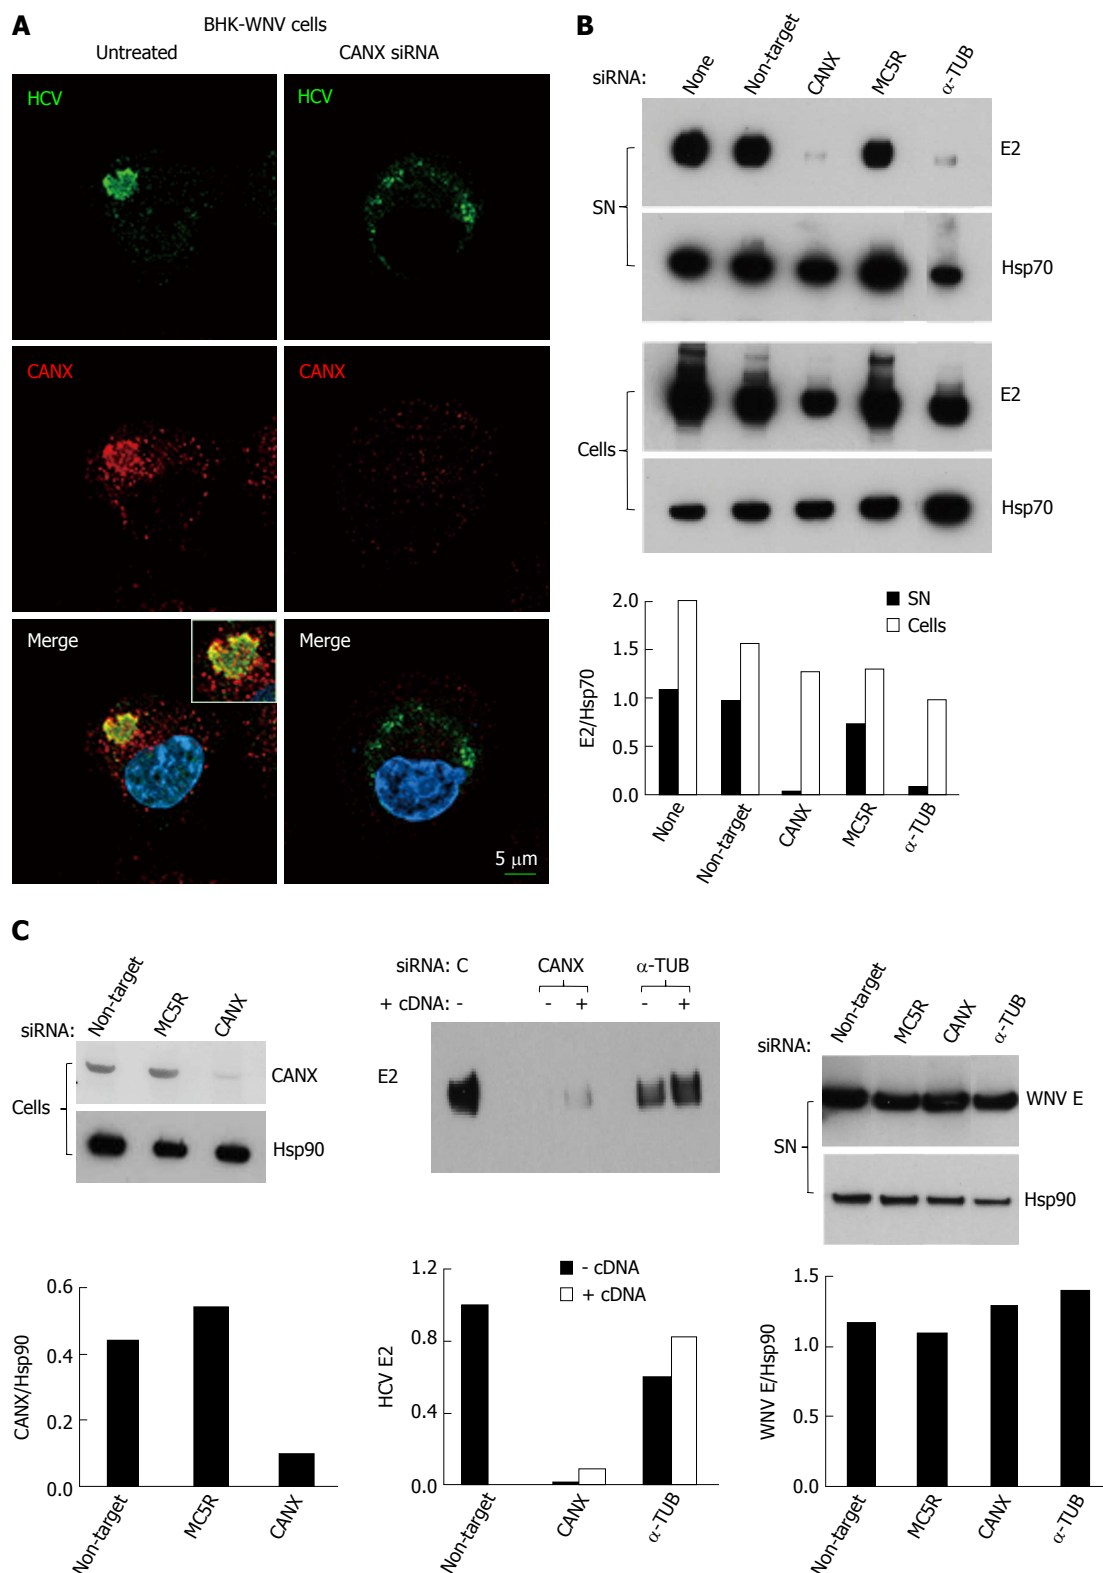 A
BHK-WNV cells
Untreated
CANX siRNA
HCV
HCV
CANX
CANX
Merge
Merge
5 μm
B
siRNA: None Non-target CANX MC5R α-TUB
E2
SN
Hsp70
E2
Cells
Hsp70
2.0
1.5
1.0
0.5
0.0
E2/Hsp70
SN
Cells
None Non-target CANX MC5R α-TUB
C
siRNA: Non-target MC5R CANX
CANX
Cells
Hsp90
0.6
0.4
0.2
0.0
CANX/Hsp90
Non-target MC5R CANX
siRNA: C CANX α-TUB
+ cDNA: - - + - +
E2
1.2
0.8
0.4
0.0
HCV E2
- cDNA
+ cDNA
Non-target CANX α-TUB
siRNA: Non-target MC5R CANX α-TUB
WNV E
SN
Hsp90
1.5
1.0
0.5
0.0
WNV E/Hsp90
Non-target MC5R CANX α-TUB